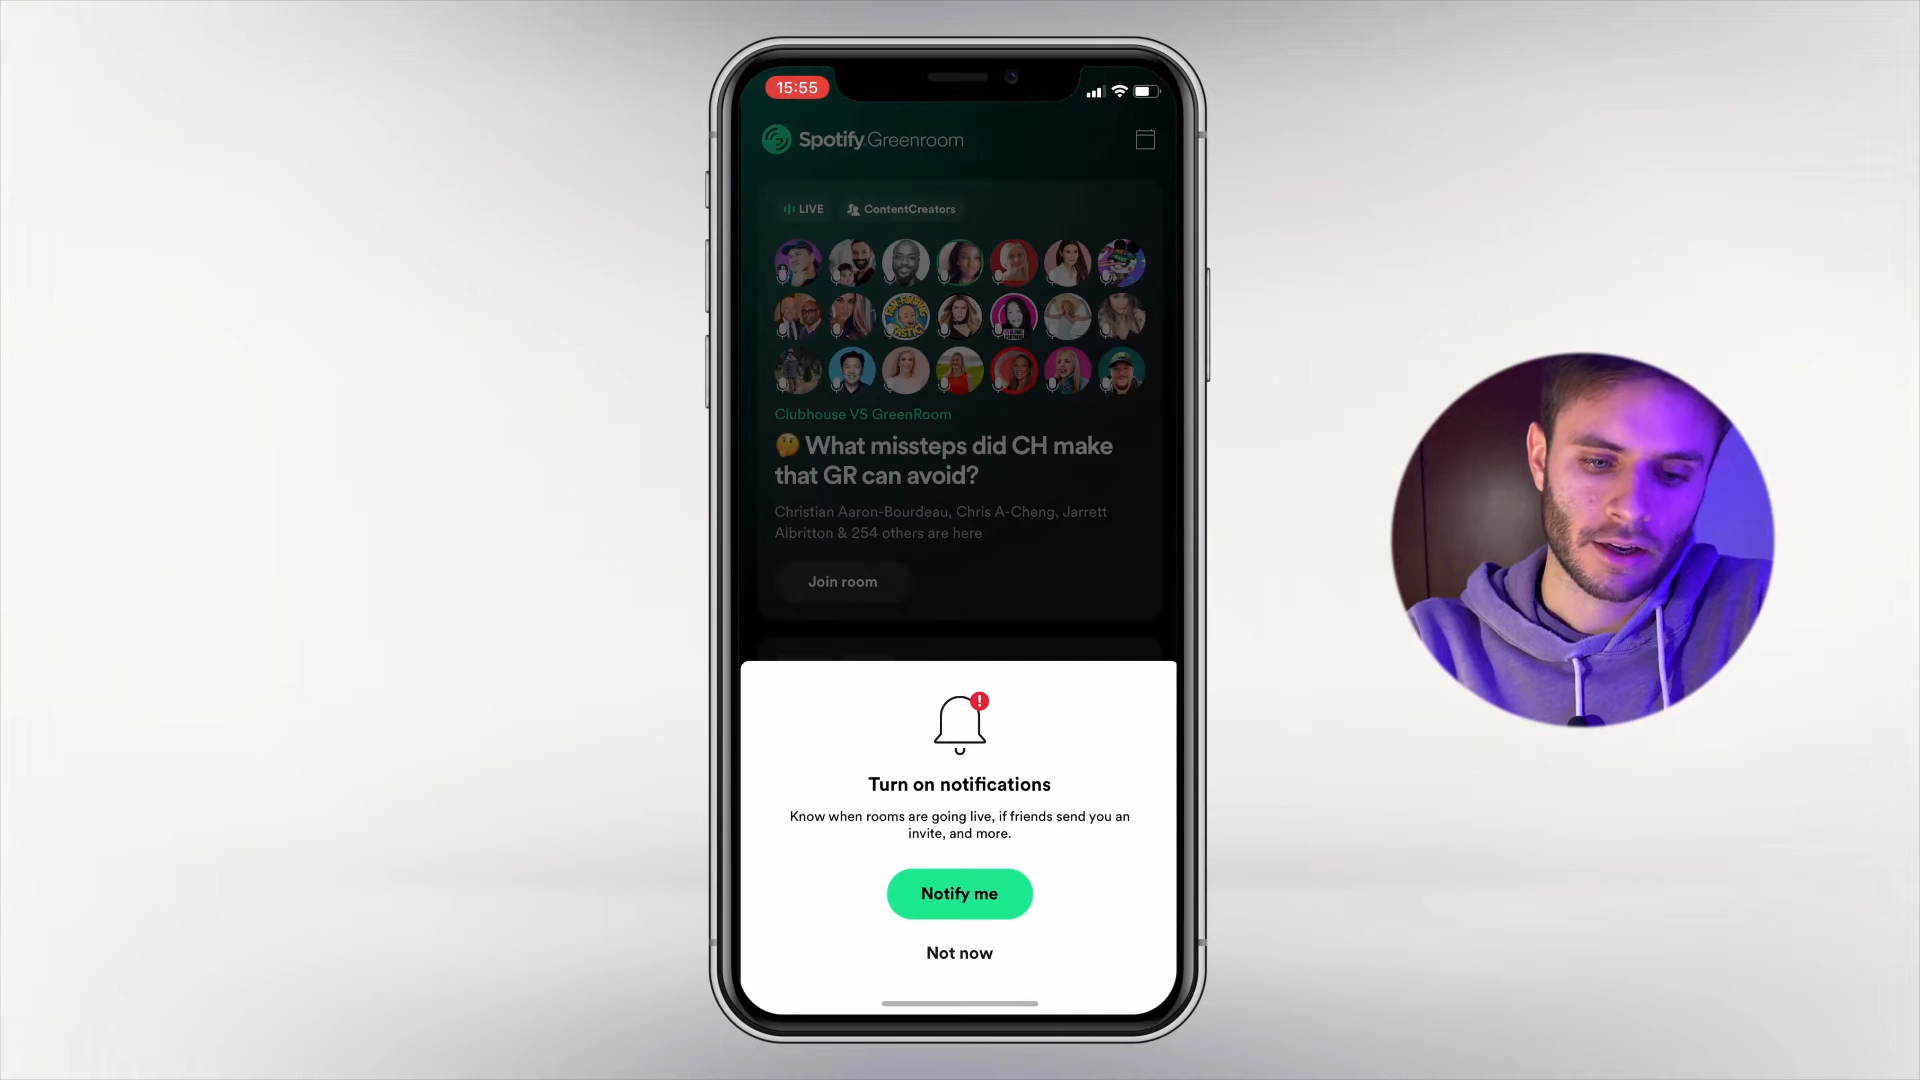 15:55
Spotify Greenroom
LIVE
ContentCreators
Clubhouse VS GreenRoom
🤔 What missteps did CH make
that GR can avoid?
Christian Aaron-Bourdeau, Chris A-Cheng, Jarrett
Albritton & 254 others are here
Join room
Turn on notifications
Know when rooms are going live, if friends send you an
invite, and more.
Notify me
Not now